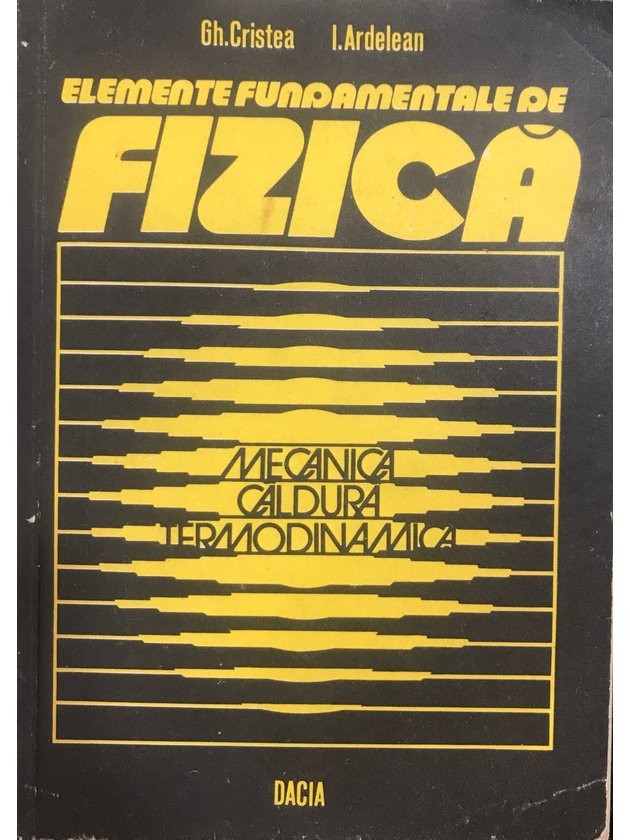 Gh.Cristea I.Ardelean
ELEMENTE FUNDAMENTALE DE
FIZICĂ
MECANICA
CALDURA
TERMODINAMICA
DACIA